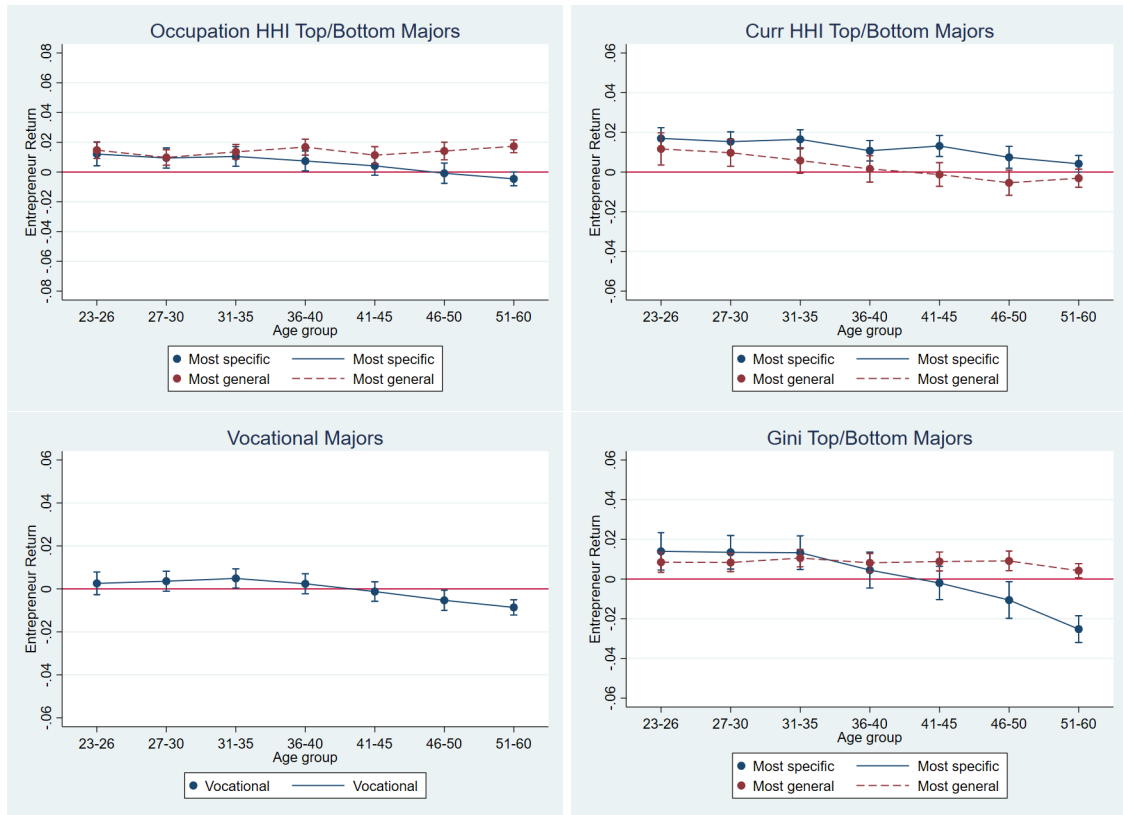 Occupation HHI Top/Bottom Majors
Entrepreneur Return
.08
.06
.04
.02
0
-.02
-.04
-.06
-.08
23-26 27-30 31-35 36-40 41-45 46-50 51-60
Age group
Most specific Most specific
Most general Most general
Curr HHI Top/Bottom Majors
Entrepreneur Return
.06
.04
.02
0
-.02
-.04
-.06
23-26 27-30 31-35 36-40 41-45 46-50 51-60
Age group
Most specific Most specific
Most general Most general
Vocational Majors
Entrepreneur Return
.06
.04
.02
0
-.02
-.04
-.06
23-26 27-30 31-35 36-40 41-45 46-50 51-60
Age group
Vocational Vocational
Gini Top/Bottom Majors
Entrepreneur Return
.06
.04
.02
0
-.02
-.04
-.06
23-26 27-30 31-35 36-40 41-45 46-50 51-60
Age group
Most specific Most specific
Most general Most general